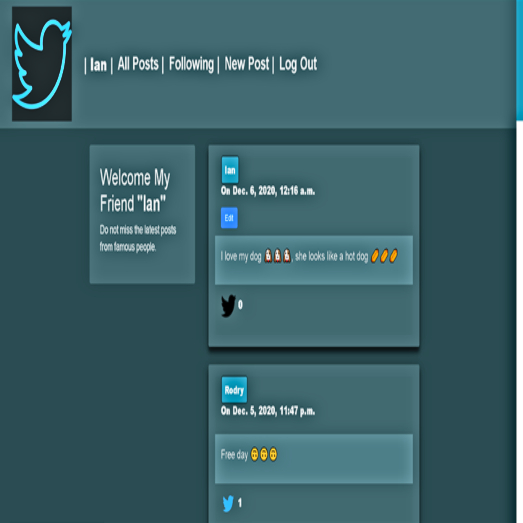 | Ian | All Posts | Following | New Post | Log Out
Welcome My
Friend "Ian"
Do not miss the latest posts
from famous people.
Ian
On Dec. 6, 2020, 12:16 a.m.
Edit
I love my dog 🐶🐶🐶, she looks like a hot dog 🌭🌭🌭
0
Rodry
On Dec. 5, 2020, 11:47 p.m.
Free day 🙃🙃🙃
1